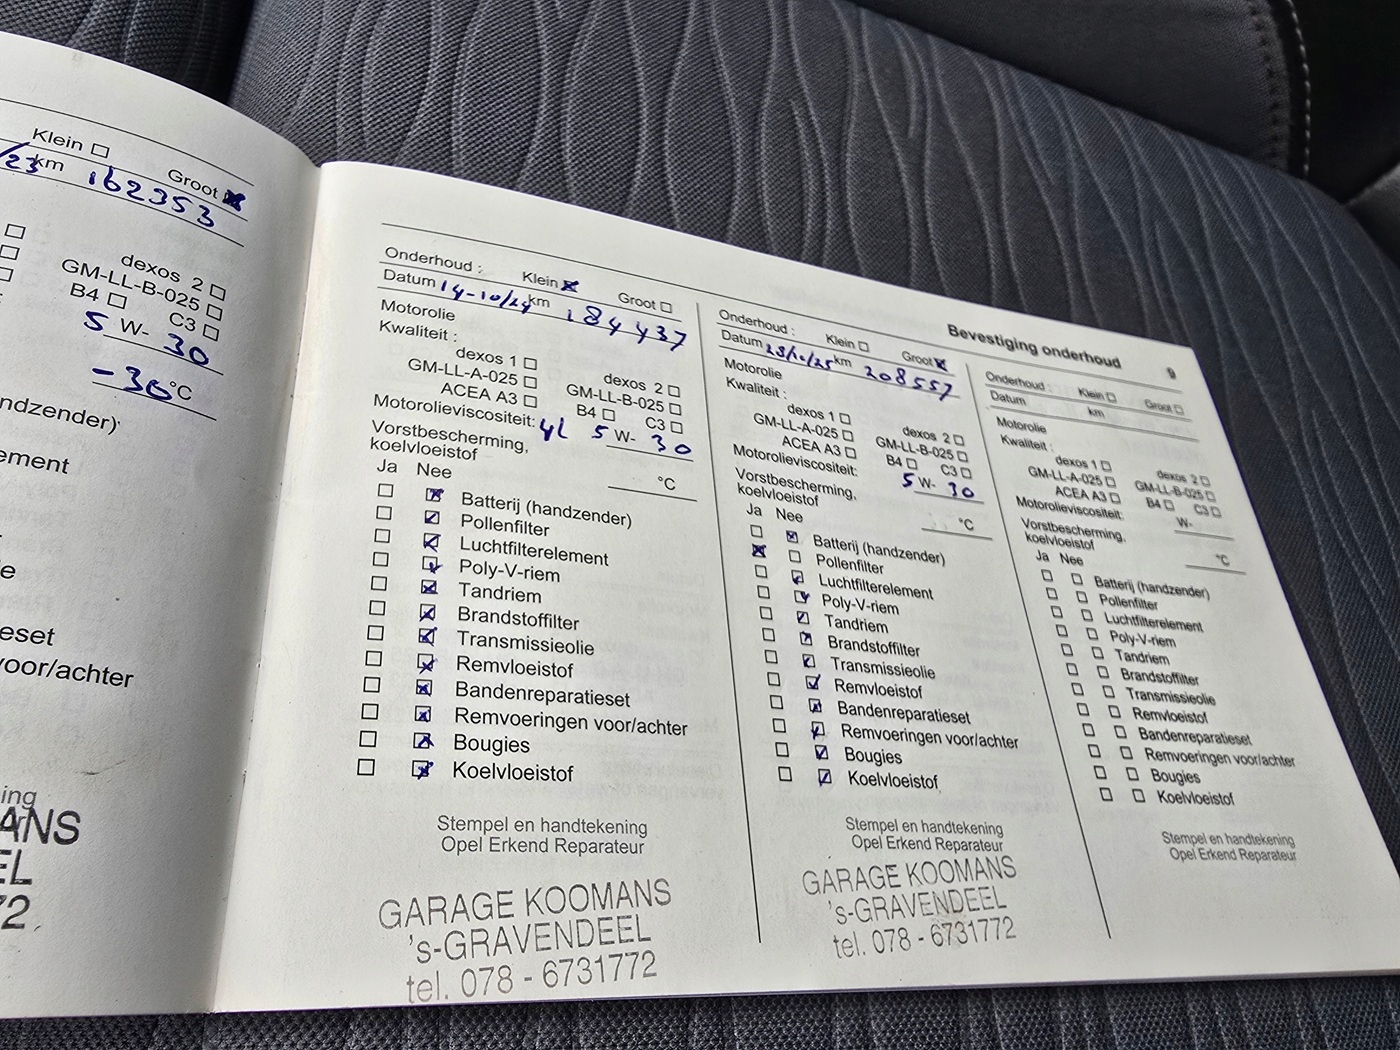 Klein
Groot
/23 km 162353
dexos 2
GM-LL-B-025
B4 C3
5 W- 30
-30 °C
ndzender)
ement
e
eset
voor/achter
ing
ANS
EL
72
Onderhoud : Klein Groot
Datum 14-10/24 km 184437
Motorolie
Kwaliteit :
dexos 1 dexos 2
GM-LL-A-025 GM-LL-B-025
ACEA A3 B4 C3
Motorolieviscositeit: 4L 5 W- 30
Vorstbescherming,
koelvloeistof °C
Ja Nee
Batterij (handzender)
Pollenfilter
Luchtfilterelement
Poly-V-riem
Tandriem
Brandstoffilter
Transmissieolie
Remvloeistof
Bandenreparatieset
Remvoeringen voor/achter
Bougies
Koelvloeistof
Stempel en handtekening
Opel Erkend Reparateur
GARAGE KOOMANS
's-GRAVENDEEL
tel. 078 - 6731772
Bevestiging onderhoud 9
Onderhoud : Klein Groot
Datum km 208557
Motorolie
Kwaliteit :
dexos 1 dexos 2
GM-LL-A-025 GM-LL-B-025
ACEA A3 B4 C3
Motorolieviscositeit: 5 W- 30
Vorstbescherming,
koelvloeistof °C
Ja Nee
Batterij (handzender)
Pollenfilter
Luchtfilterelement
Poly-V-riem
Tandriem
Brandstoffilter
Transmissieolie
Remvloeistof
Bandenreparatieset
Remvoeringen voor/achter
Bougies
Koelvloeistof
Stempel en handtekening
Opel Erkend Reparateur
GARAGE KOOMANS
's-GRAVENDEEL
tel. 078 - 6731772
Onderhoud : Klein Groot
Datum km
Motorolie
Kwaliteit :
dexos 1 dexos 2
GM-LL-A-025 GM-LL-B-025
ACEA A3 B4 C3
Motorolieviscositeit: W-
Vorstbescherming,
koelvloeistof °C
Ja Nee
Batterij (handzender)
Pollenfilter
Luchtfilterelement
Poly-V-riem
Tandriem
Brandstoffilter
Transmissieolie
Remvloeistof
Bandenreparatieset
Remvoeringen voor/achter
Bougies
Koelvloeistof
Stempel en handtekening
Opel Erkend Reparateur